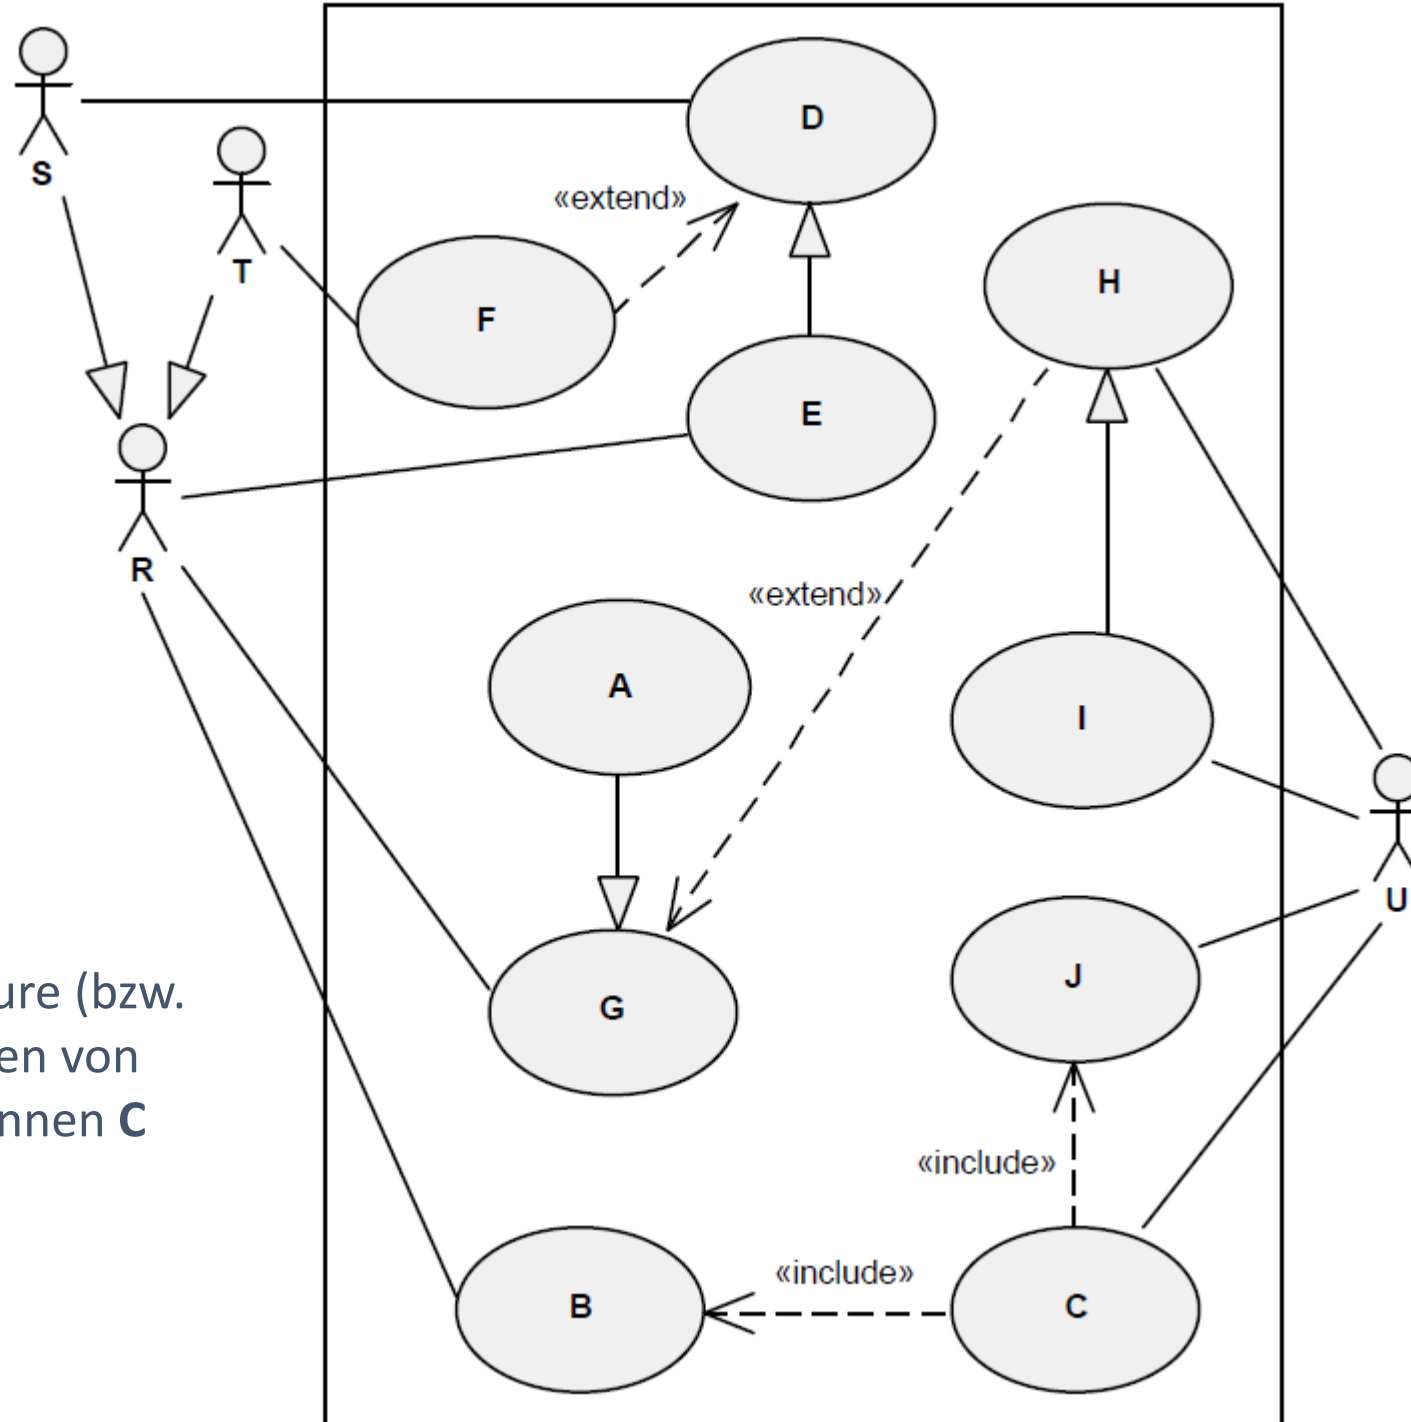 D
S
«extend»
T
H
F
E
R
«extend»
A
I
U
J
ure (bzw.
G
en von
nnen C
«include»
«include»
B
C